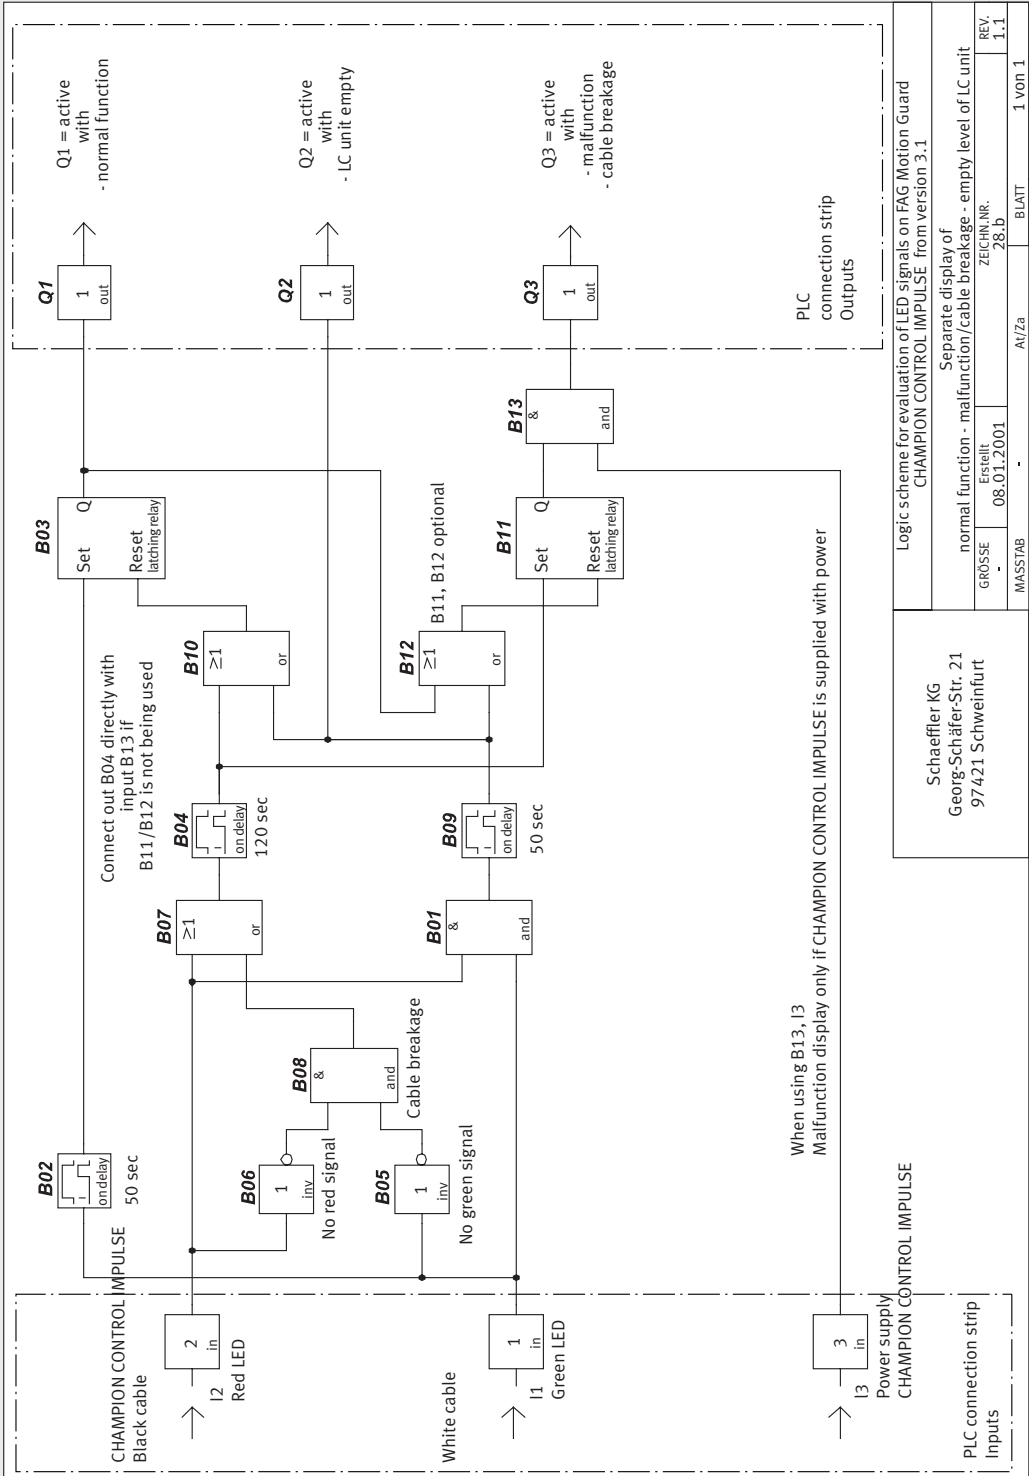 CHAMPION CONTROL IMPULSE
Black cable
I2
2
in
Red LED
White cable
I1
1
in
Green LED
I3
3
in
Power supply
CHAMPION CONTROL IMPULSE
PLC connection strip
Inputs
B02
on delay
50 sec
B06
1
inv
No red signal
B05
1
inv
No green signal
B08
&
and
Cable breakage
B07
≥1
or
B01
&
and
Connect out B04 directly with
input B13 if
B11/B12 is not being used
B04
on delay
120 sec
B09
on delay
50 sec
B10
≥1
or
B12
≥1
or
B11, B12 optional
B03
Set
Q
Reset
latching relay
B11
Set
Q
Reset
latching relay
B13
&
and
When using B13, I3
Malfunction display only if CHAMPION CONTROL IMPULSE is supplied with power
Q1
1
out
Q1 = active
with
- normal function
Q2
1
out
Q2 = active
with
- LC unit empty
Q3
1
out
Q3 = active
with
- malfunction
- cable breakage
PLC
connection strip
Outputs
Schaeffler KG
Georg-Schäfer-Str. 21
97421 Schweinfurt
Logic scheme for evaluation of LED signals on FAG Motion Guard
CHAMPION CONTROL IMPULSE from version 3.1
Separate display of
normal function - malfunction/cable breakage - empty level of LC unit
GRÖSSE
-
Erstellt
08.01.2001
ZEICHN.NR.
28.b
REV.
1.1
MASSTAB
-
At/Za
BLATT
1 von 1